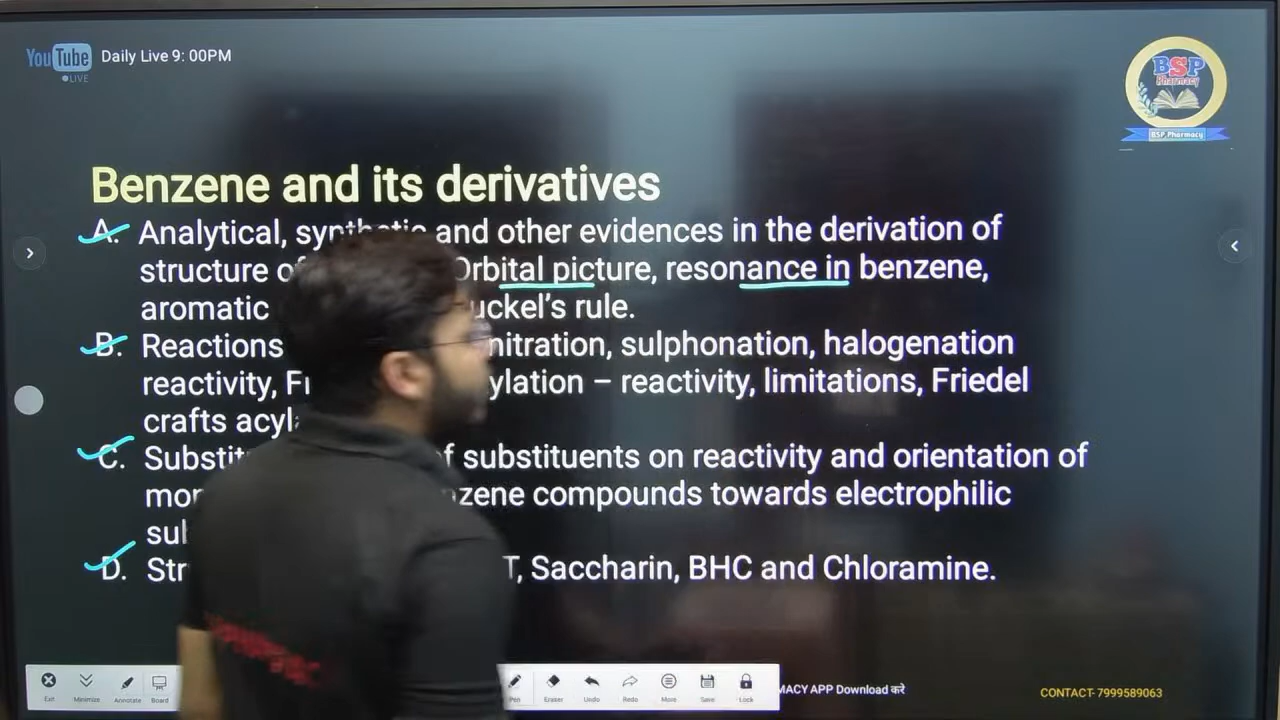 YouTube Daily Live 9: 00PM
LIVE
BSP
Pharmacy
BSP Pharmacy
Benzene and its derivatives
A. Analytical, synthetic and other evidences in the derivation of
structure of Orbital picture, resonance in benzene,
aromatic uckel's rule.
B. Reactions nitration, sulphonation, halogenation
reactivity, ylation – reactivity, limitations, Friedel
crafts acyl
C. Substit of substituents on reactivity and orientation of
mon nzene compounds towards electrophilic
sub
D. Str T, Saccharin, BHC and Chloramine.
Exit Minimize Annotate Board Pen Eraser Undo Redo Move Save Lock
MACY APP Download करे
CONTACT- 7999589063